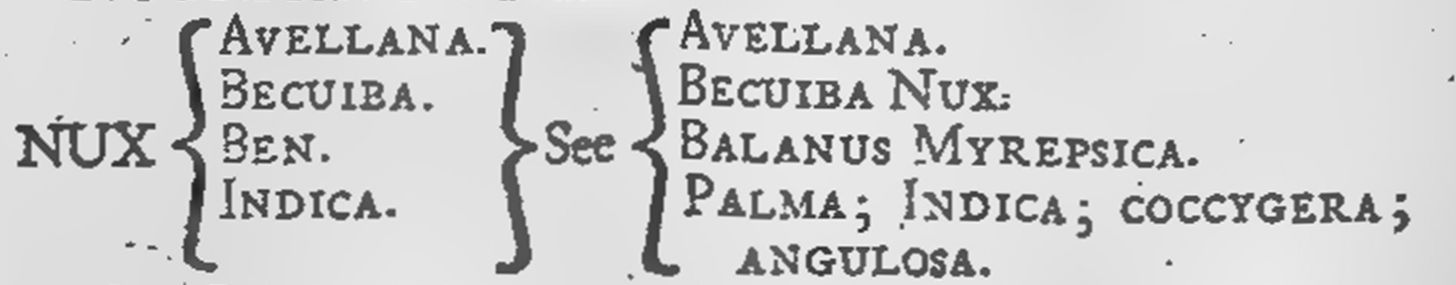 AVELLANA. AVELLANA.
BECUIBA. BECUIBA NUX.
NUX BEN. See BALANUS MYREPSICA.
INDICA. PALMA; INDICA; COCCYGERA;
ANGULOSA.